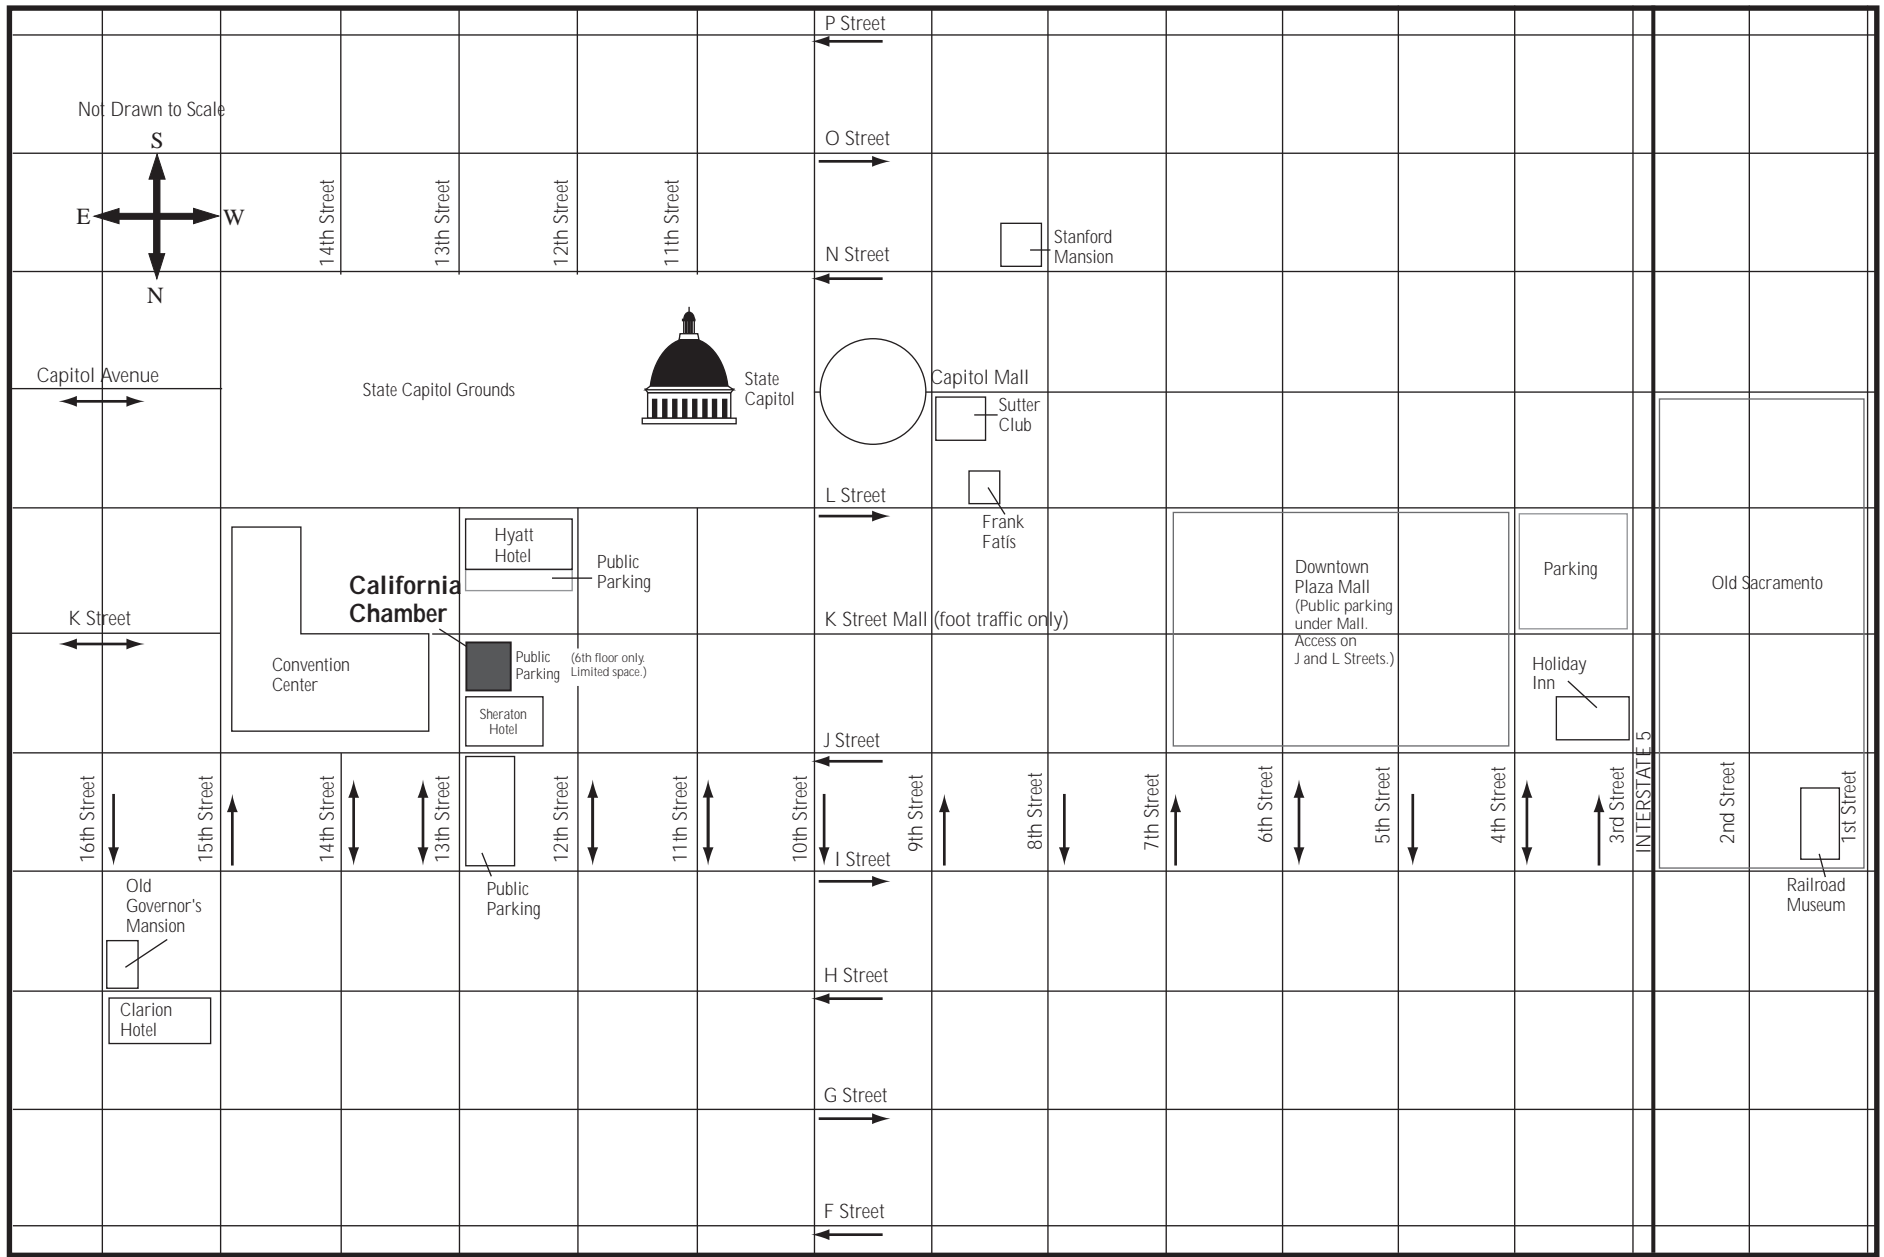 P Street
Not Drawn to Scale
S
E
W
N
O Street
14th Street
13th Street
12th Street
11th Street
N Street
Stanford
Mansion
Capitol Avenue
State Capitol Grounds
State
Capitol
Capitol Mall
Sutter
Club
L Street
Frank
Fatís
Hyatt
Hotel
Public
Parking
California
Chamber
K Street
K Street Mall (foot traffic only)
Downtown
Plaza Mall
(Public parking
under Mall.
Access on
J and L Streets.)
Parking
Old Sacramento
Convention
Center
Public
Parking
(6th floor only.
Limited space.)
Sheraton
Hotel
Holiday
Inn
J Street
16th Street
15th Street
14th Street
13th Street
12th Street
11th Street
10th Street
9th Street
8th Street
7th Street
6th Street
5th Street
4th Street
3rd Street
INTERSTATE 5
2nd Street
1st Street
I Street
Old
Governor's
Mansion
Public
Parking
Railroad
Museum
H Street
Clarion
Hotel
G Street
F Street